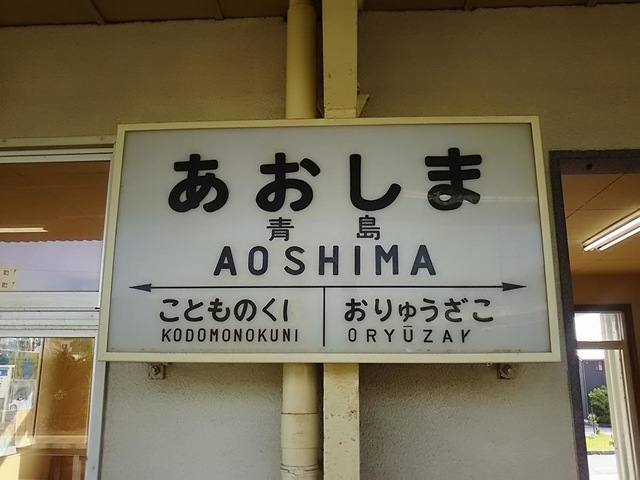 あおしま
青島
AOSHIMA
こどものくに
おりゅうざこ
KODOMONOKUNI
ORYŪZAY